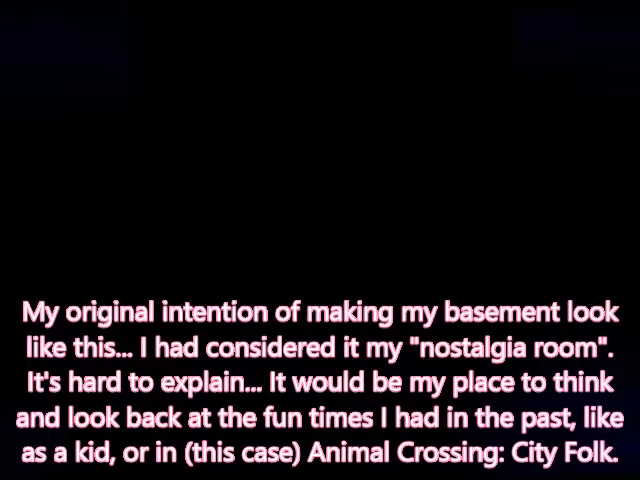 My original intention of making my basement look
like this... I had considered it my "nostalgia room".
It's hard to explain... It would be my place to think
and look back at the fun times I had in the past, like
as a kid, or in (this case) Animal Crossing: City Folk.